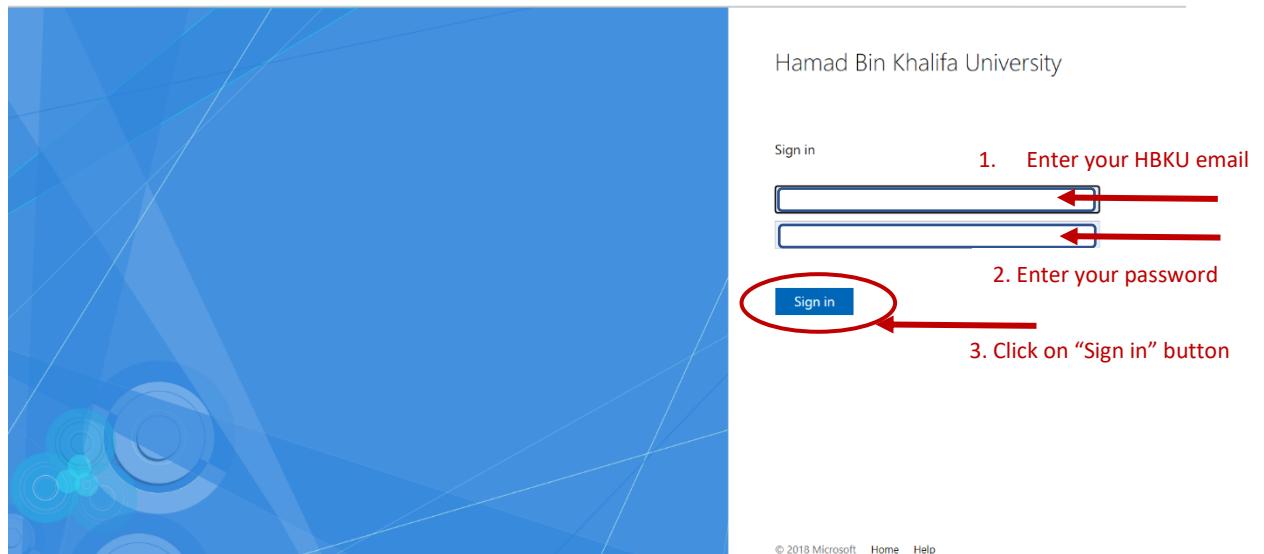 Hamad Bin Khalifa University
Sign in
1. Enter your HBKU email
2. Enter your password
Sign in
3. Click on “Sign in” button
© 2018 Microsoft Home Help